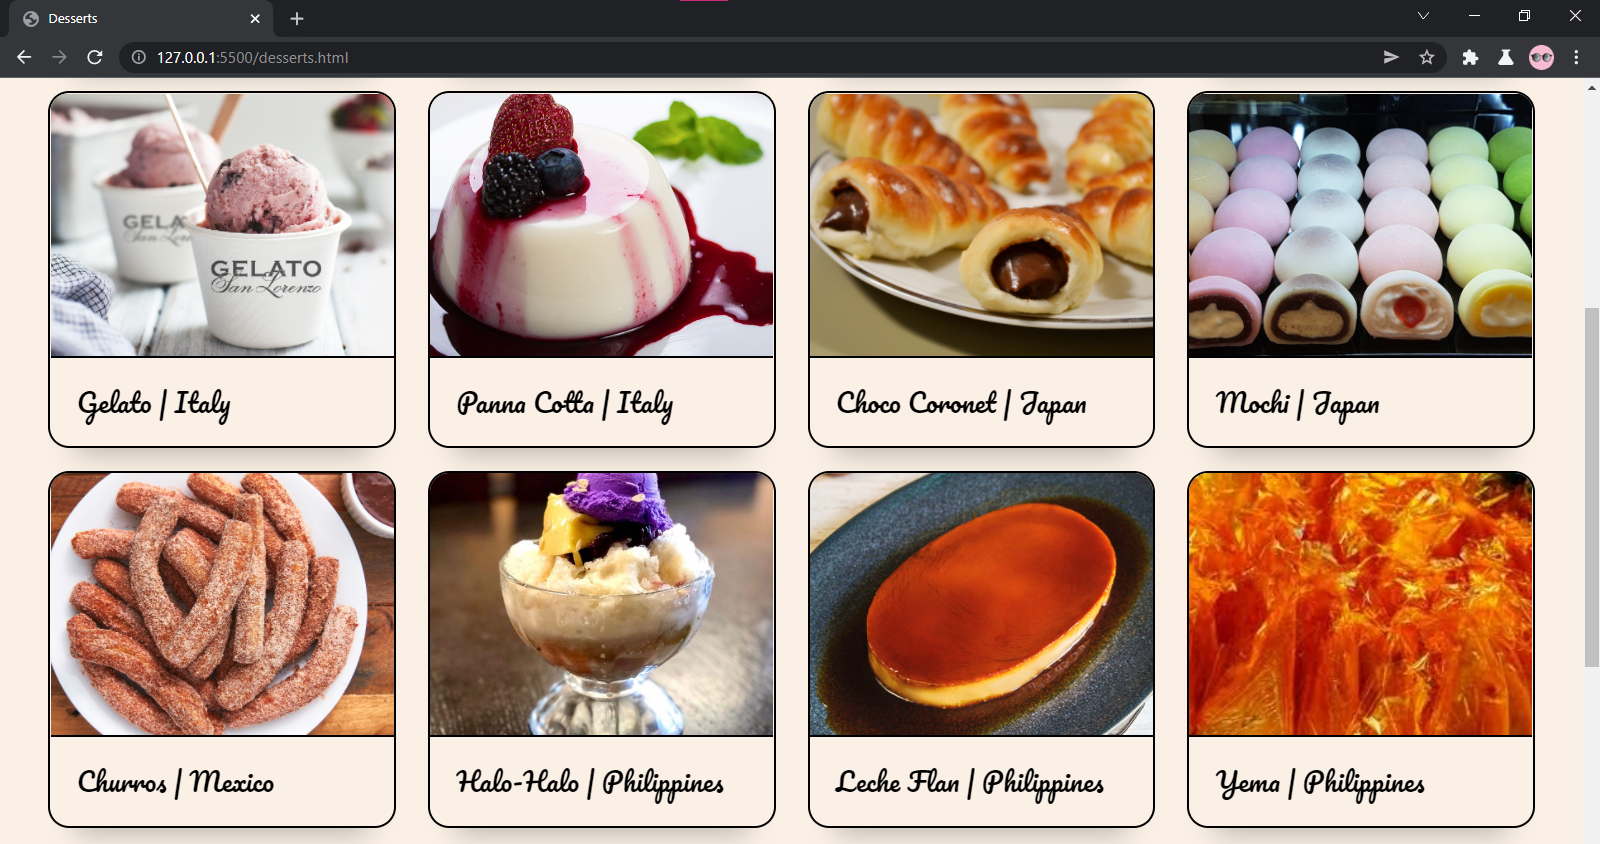 Desserts
127.0.0.1:5500/desserts.html
GELATO
San Lorenzo
Gelato | Italy
Panna Cotta | Italy
Choco Coronet | Japan
Mochi | Japan
Churros | Mexico
Halo-Halo | Philippines
Leche Flan | Philippines
Yema | Philippines